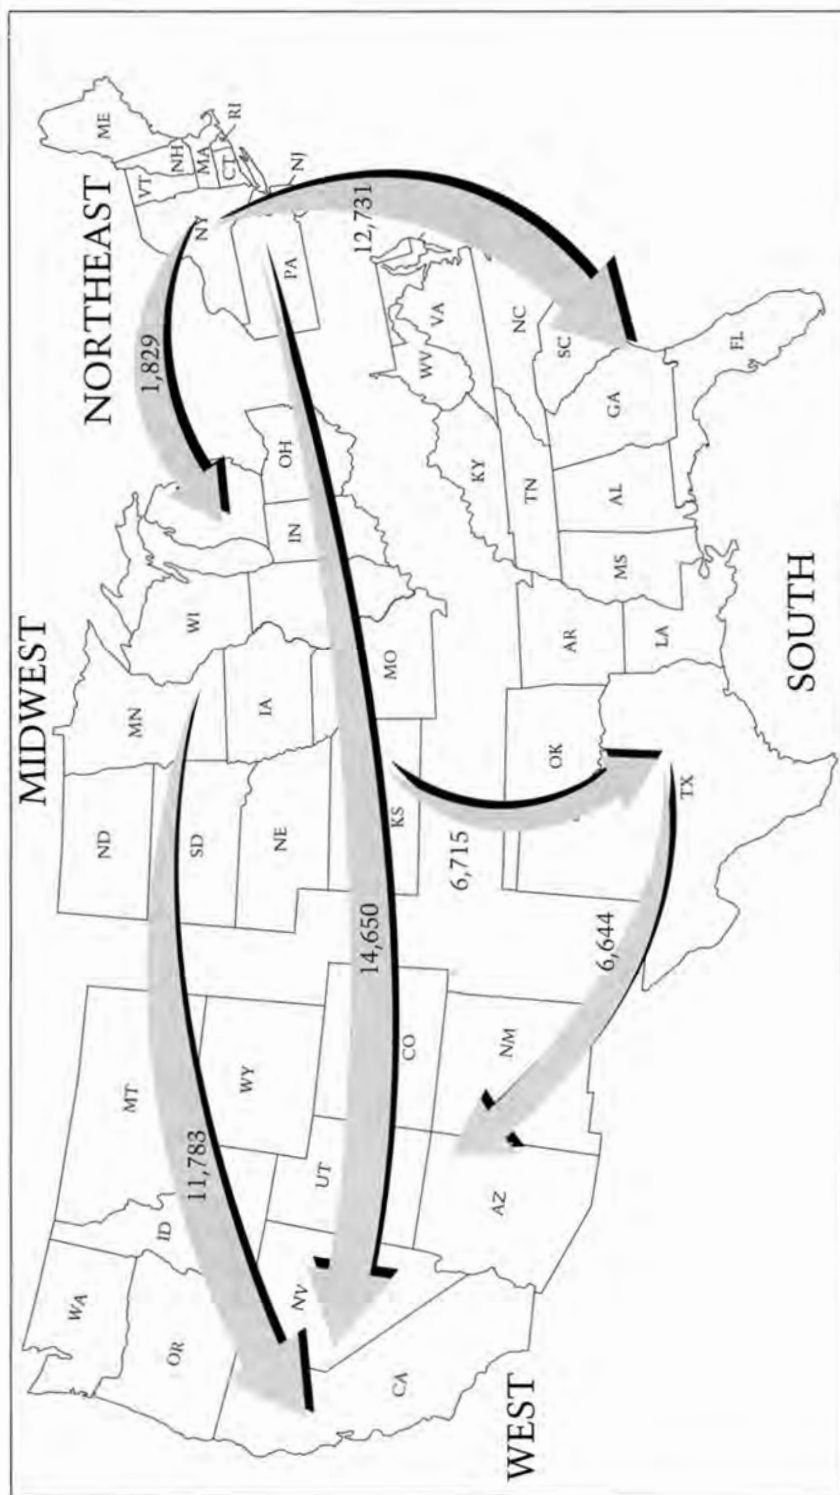 MIDWEST
NORTHEAST
WEST
SOUTH
11,783
14,650
1,829
12,731
6,715
6,644
WA
OR
CA
NV
ID
MT
WY
UT
CO
AZ
NM
ND
SD
NE
KS
MN
IA
MO
WI
IN
OH
OK
TX
AR
LA
MS
AL
GA
FL
TN
KY
SC
NC
WV
VA
PA
NY
NJ
VT
NH
MA
CT
RI
ME